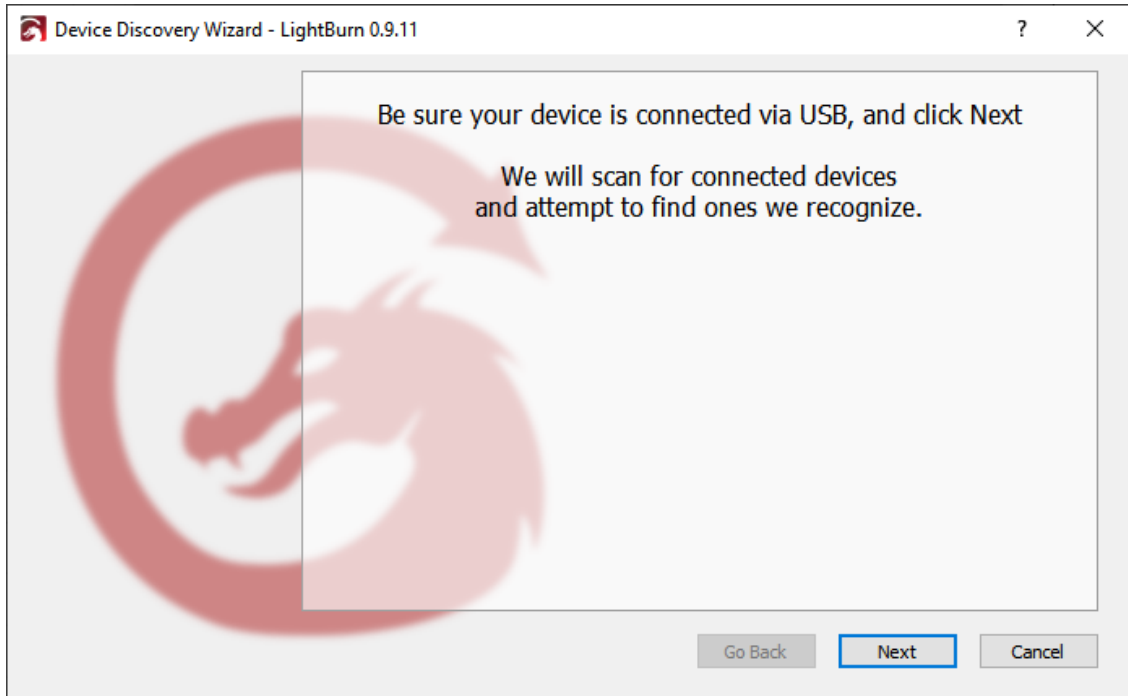 Device Discovery Wizard - LightBurn 0.9.11
?
Be sure your device is connected via USB, and click Next
We will scan for connected devices
and attempt to find ones we recognize.
Go Back
Next
Cancel